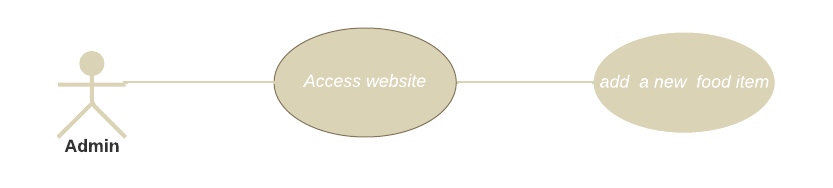 Access website
add a new food item
Admin